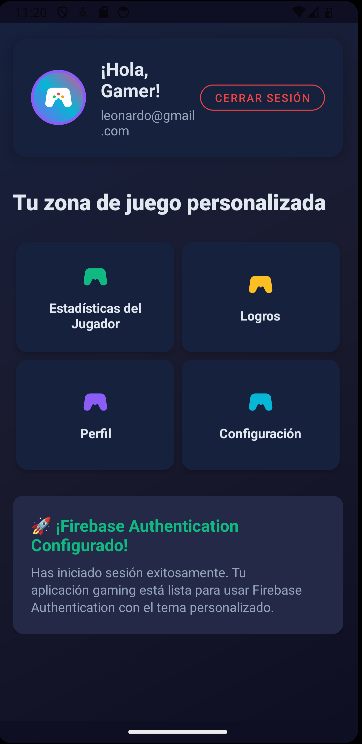 11:20
¡Hola,
Gamer!
leonardo@gmail
.com
CERRAR SESIÓN
Tu zona de juego personalizada
Estadísticas del
Jugador
Logros
Perfil
Configuración
🚀 ¡Firebase Authentication
Configurado!
Has iniciado sesión exitosamente. Tu
aplicación gaming está lista para usar Firebase
Authentication con el tema personalizado.